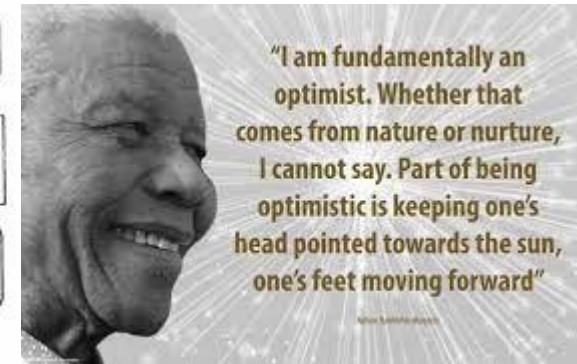 “I am fundamentally an
optimist. Whether that
comes from nature or nurture,
I cannot say. Part of being
optimistic is keeping one’s
head pointed towards the sun,
one’s feet moving forward”